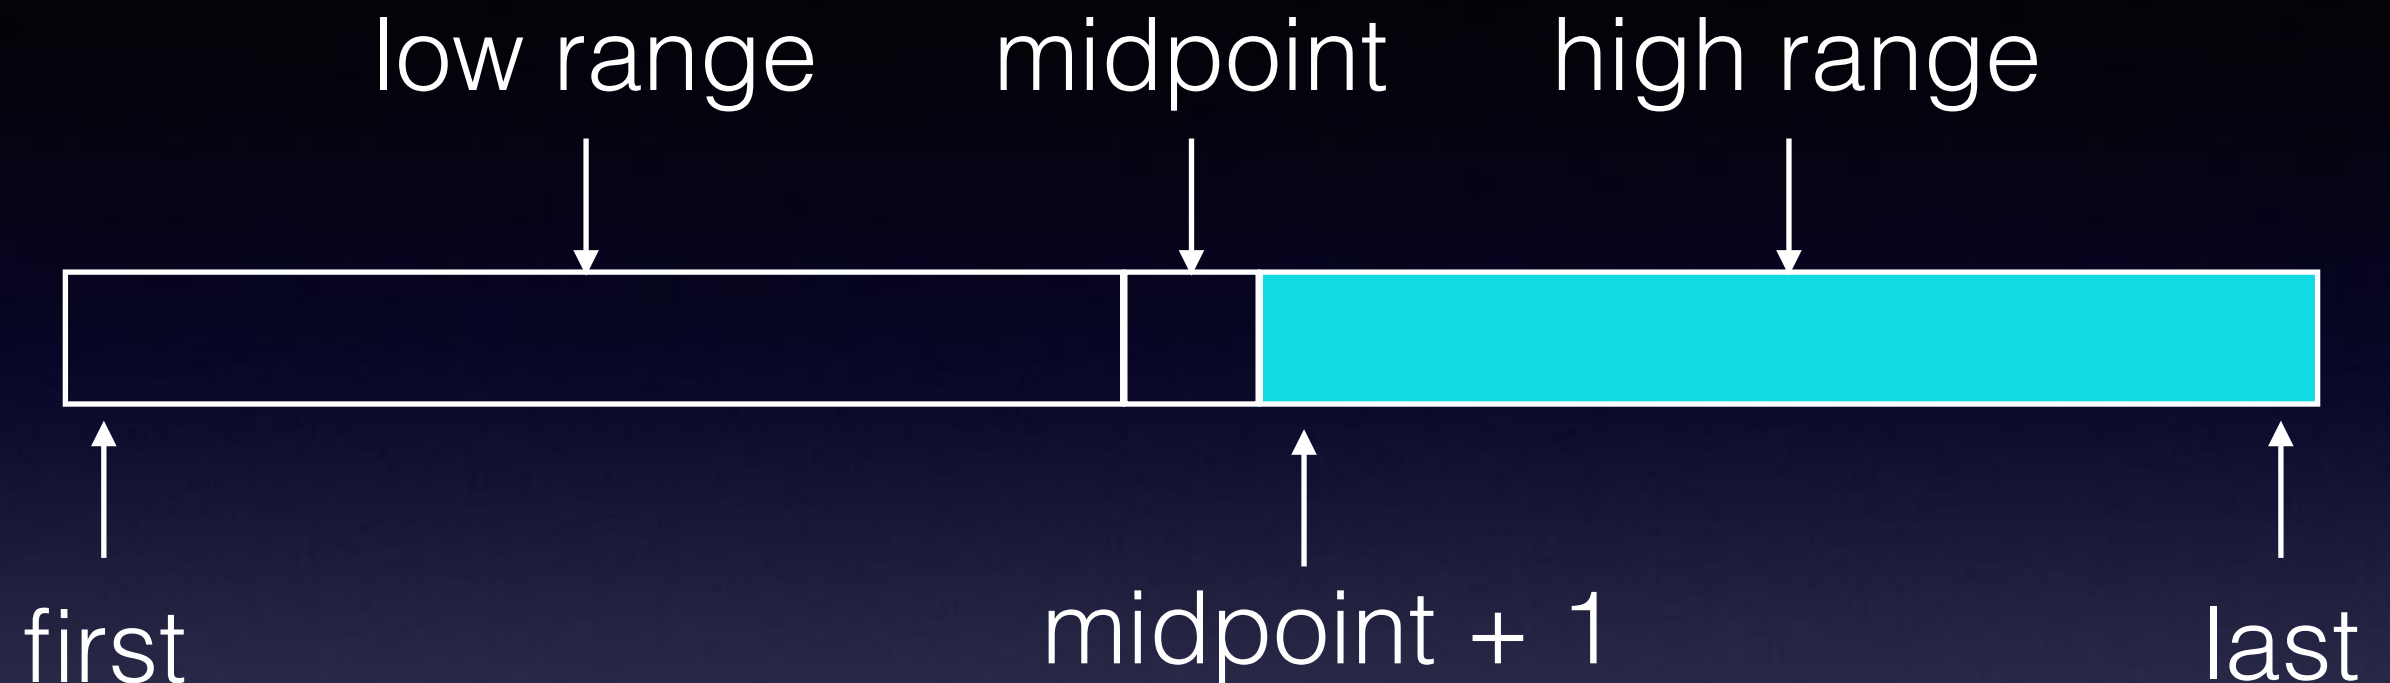 low range
midpoint
high range
first
midpoint + 1
last